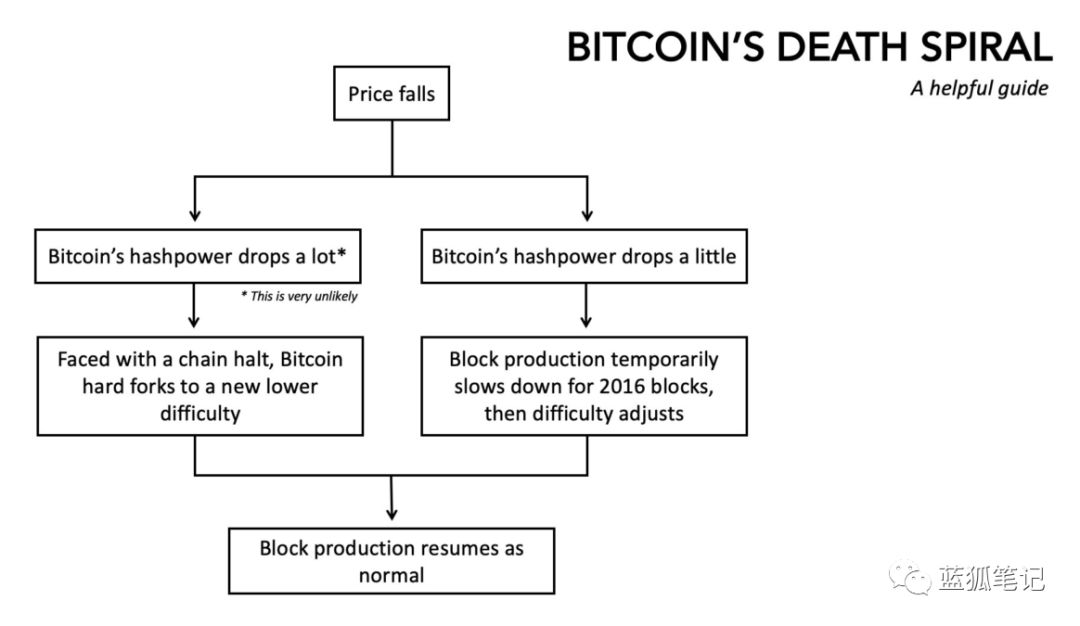 BITCOIN’S DEATH SPIRAL
A helpful guide
Price falls
Bitcoin’s hashpower drops a lot*
* This is very unlikely
Bitcoin’s hashpower drops a little
Faced with a chain halt, Bitcoin
hard forks to a new lower
difficulty
Block production temporarily
slows down for 2016 blocks,
then difficulty adjusts
Block production resumes as
normal
蓝狐笔记